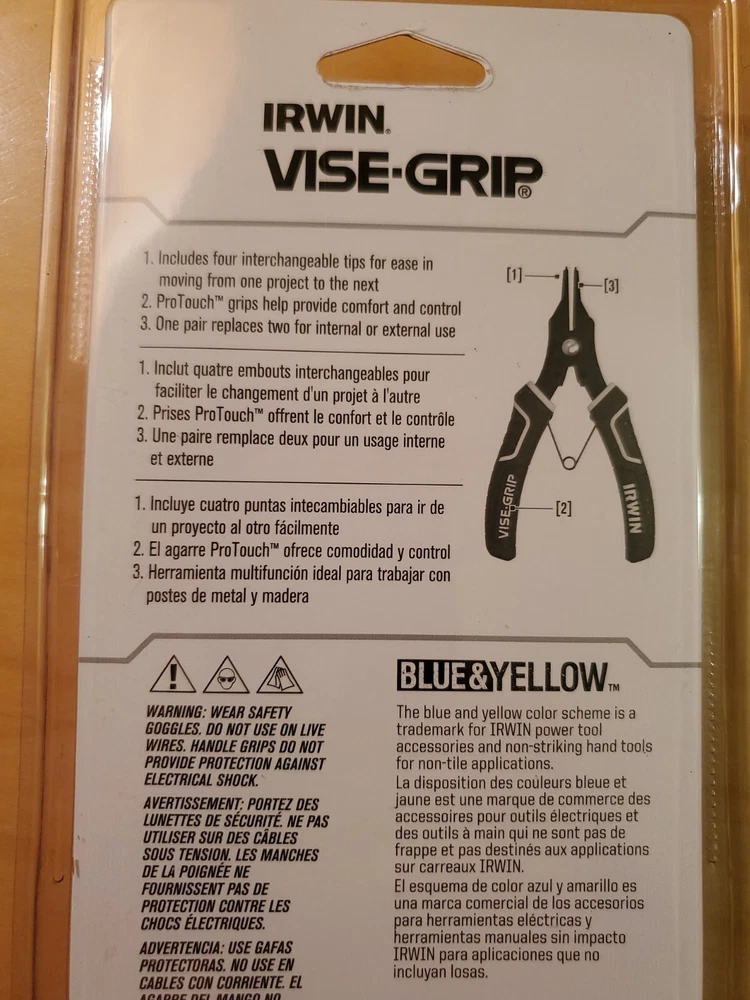 IRWIN®
VISE-GRIP®
1. Includes four interchangeable tips for ease in
moving from one project to the next
2. ProTouch™ grips help provide comfort and control
3. One pair replaces two for internal or external use
1. Inclut quatre embouts interchangeables pour
faciliter le changement d'un projet à l'autre
2. Prises ProTouch™ offrent le confort et le contrôle
3. Une paire remplace deux pour un usage interne
et externe
1. Incluye cuatro puntas intecambiables para ir de
un proyecto al otro fácilmente
2. El agarre ProTouch™ ofrece comodidad y control
3. Herramienta multifunción ideal para trabajar con
postes de metal y madera
[1]
[3]
[2]
VISE-GRIP
IRWIN
WARNING: WEAR SAFETY
GOGGLES. DO NOT USE ON LIVE
WIRES. HANDLE GRIPS DO NOT
PROVIDE PROTECTION AGAINST
ELECTRICAL SHOCK.
AVERTISSEMENT: PORTEZ DES
LUNETTES DE SÉCURITÉ. NE PAS
UTILISER SUR DES CÂBLES
SOUS TENSION. LES MANCHES
DE LA POIGNÉE NE
FOURNISSENT PAS DE
PROTECTION CONTRE LES
CHOCS ÉLECTRIQUES.
ADVERTENCIA: USE GAFAS
PROTECTORAS. NO USE EN
CABLES CON CORRIENTE. EL
AGARRE DEL MANGO NO
BLUE&YELLOW™
The blue and yellow color scheme is a
trademark for IRWIN power tool
accessories and non-striking hand tools
for non-tile applications.
La disposition des couleurs bleue et
jaune est une marque de commerce des
accessoires pour outils électriques et
des outils à main qui ne sont pas de
frappe et pas destinés aux applications
sur carreaux IRWIN.
El esquema de color azul y amarillo es
una marca comercial de los accesorios
para herramientas eléctricas y
herramientas manuales sin impacto
IRWIN para aplicaciones que no
incluyan losas.